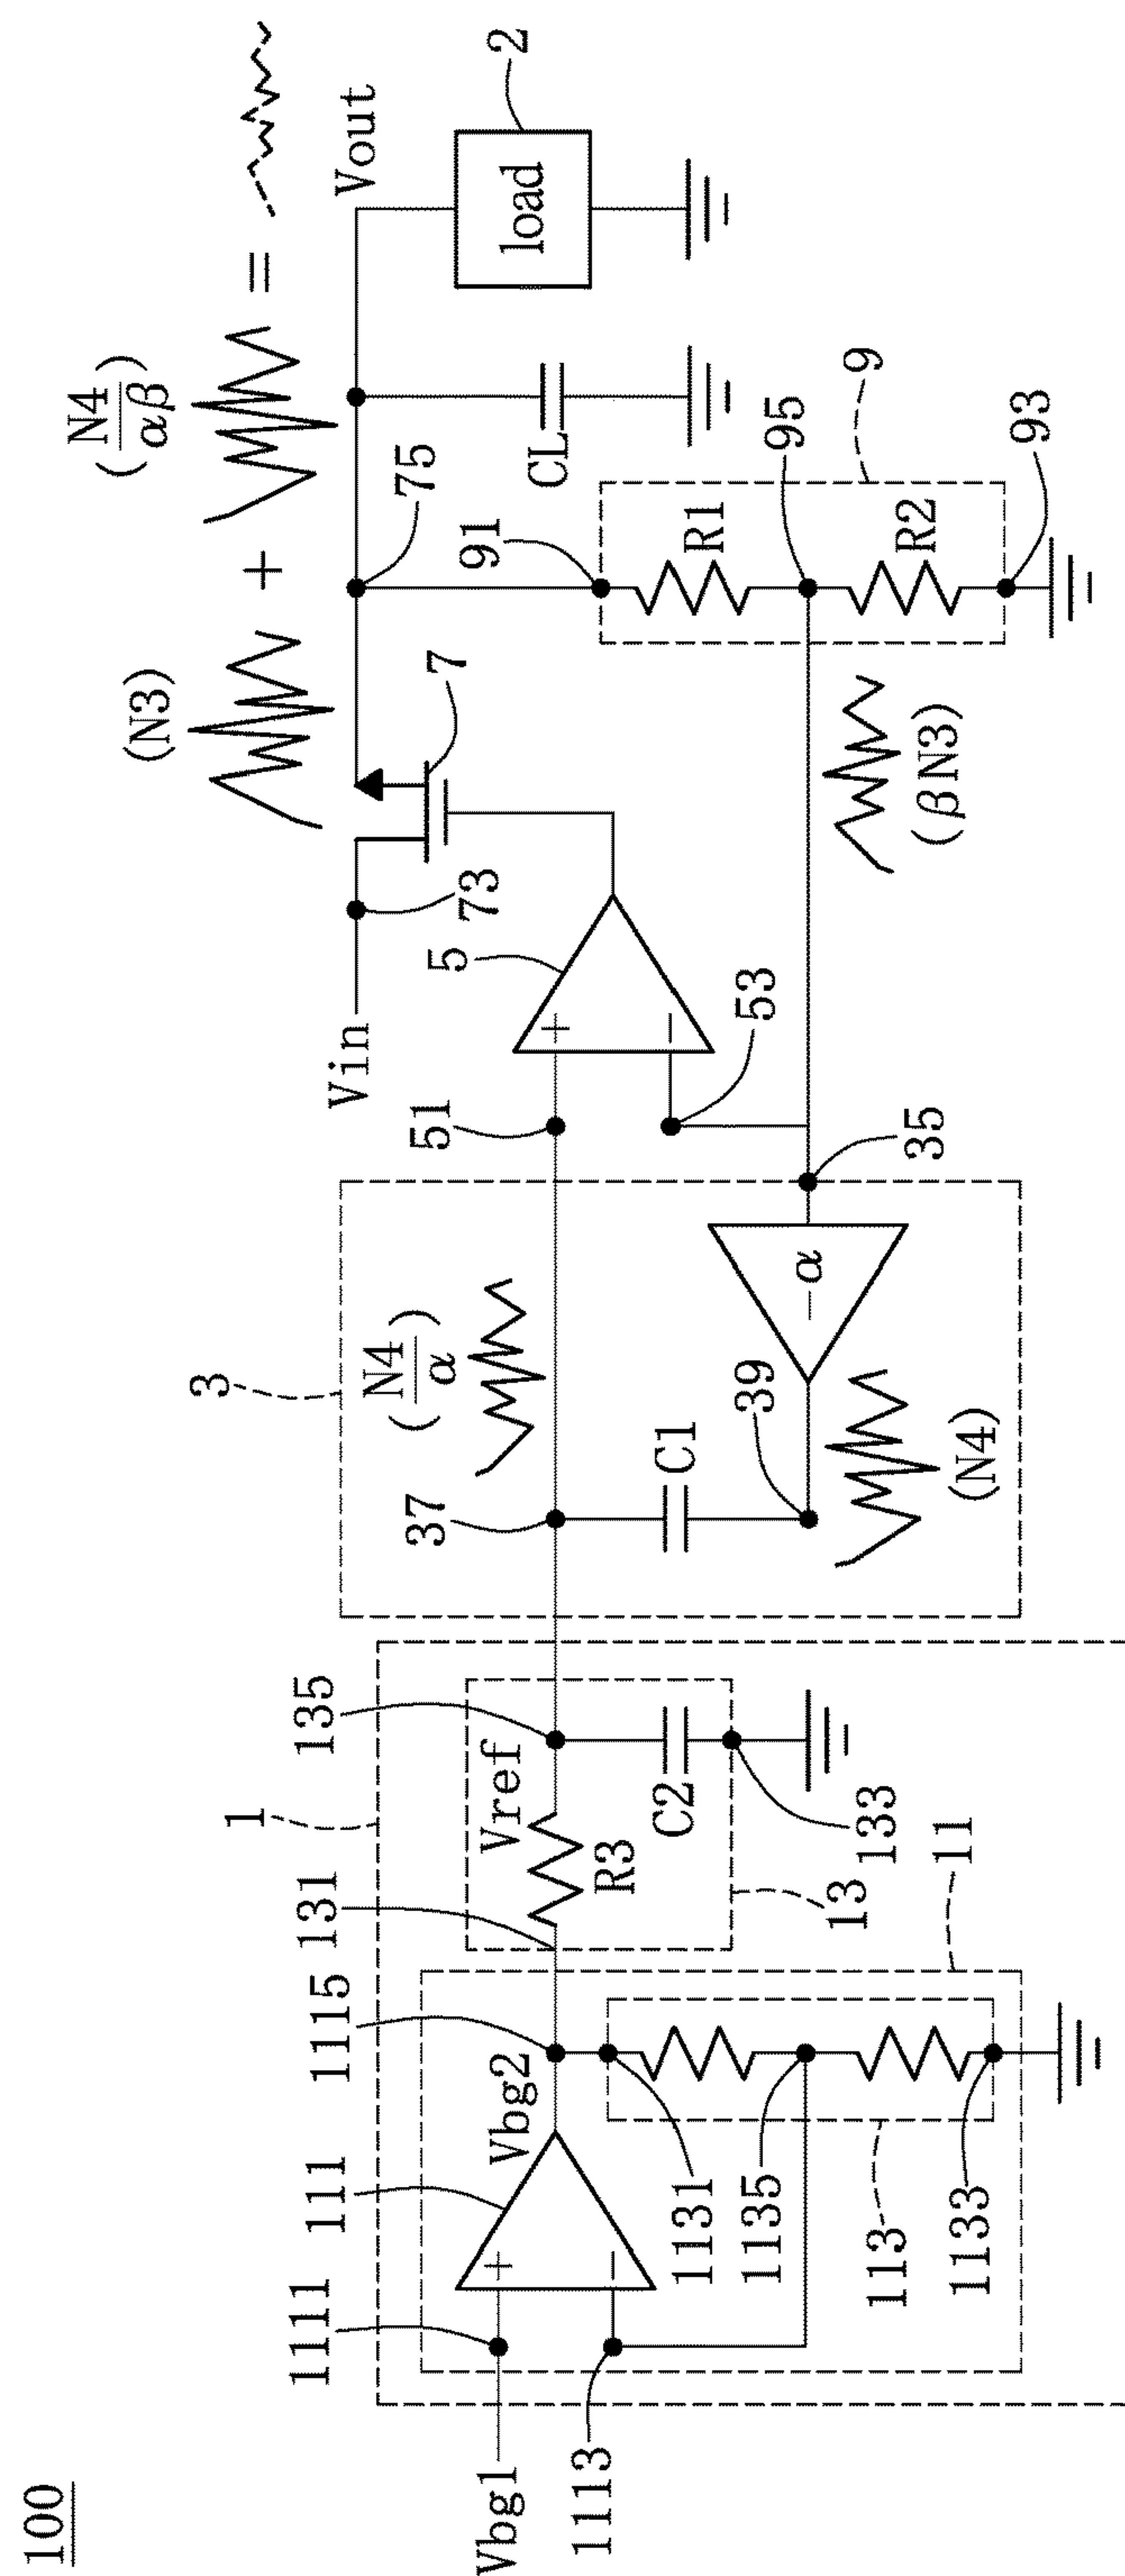 100
Vbg1
1111
1113
111
Vbg2
1115
1131
1135
113
1133
11
1
131
135
Vref
R3
C2
133
13
3
37
(N4/α)
C1
39
(N4)
-α
35
51
53
5
Vin
73
7
(N3)
+
(N4/αβ)
=
75
91
(βN3)
R1
95
R2
9
93
CL
Vout
load
2
+
-
+
-